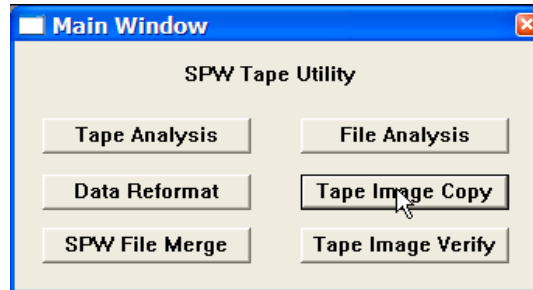 Main Window
SPW Tape Utility
Tape Analysis
File Analysis
Data Reformat
Tape Image Copy
SPW File Merge
Tape Image Verify